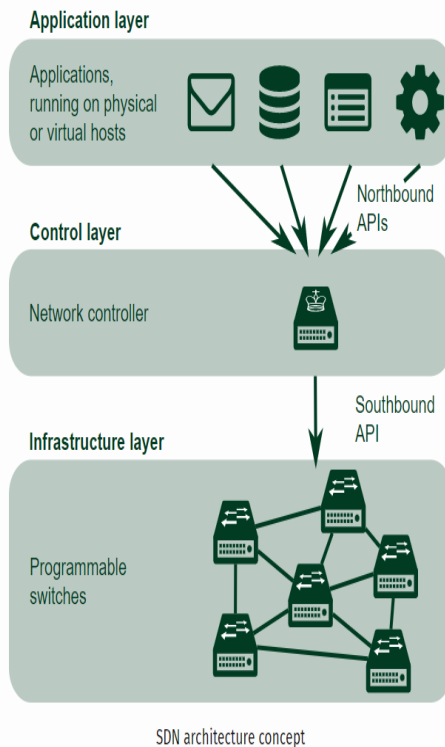 Application layer
Applications,
running on physical
or virtual hosts
Northbound
APIs
Control layer
Network controller
Southbound
API
Infrastructure layer
Programmable
switches
SDN architecture concept